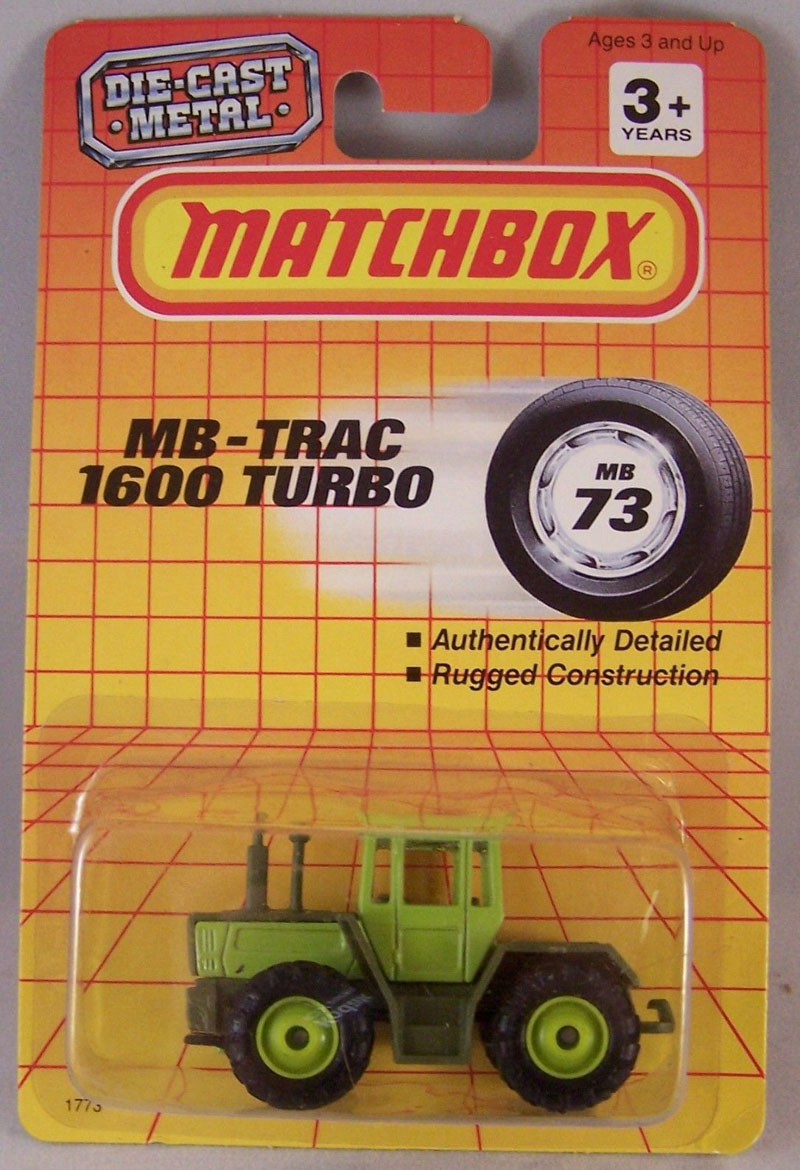 DIE-CAST
METAL
Ages 3 and Up
3+
YEARS
MATCHBOX®
MB-TRAC
1600 TURBO
MB
73
▪ Authentically Detailed
▪ Rugged Construction